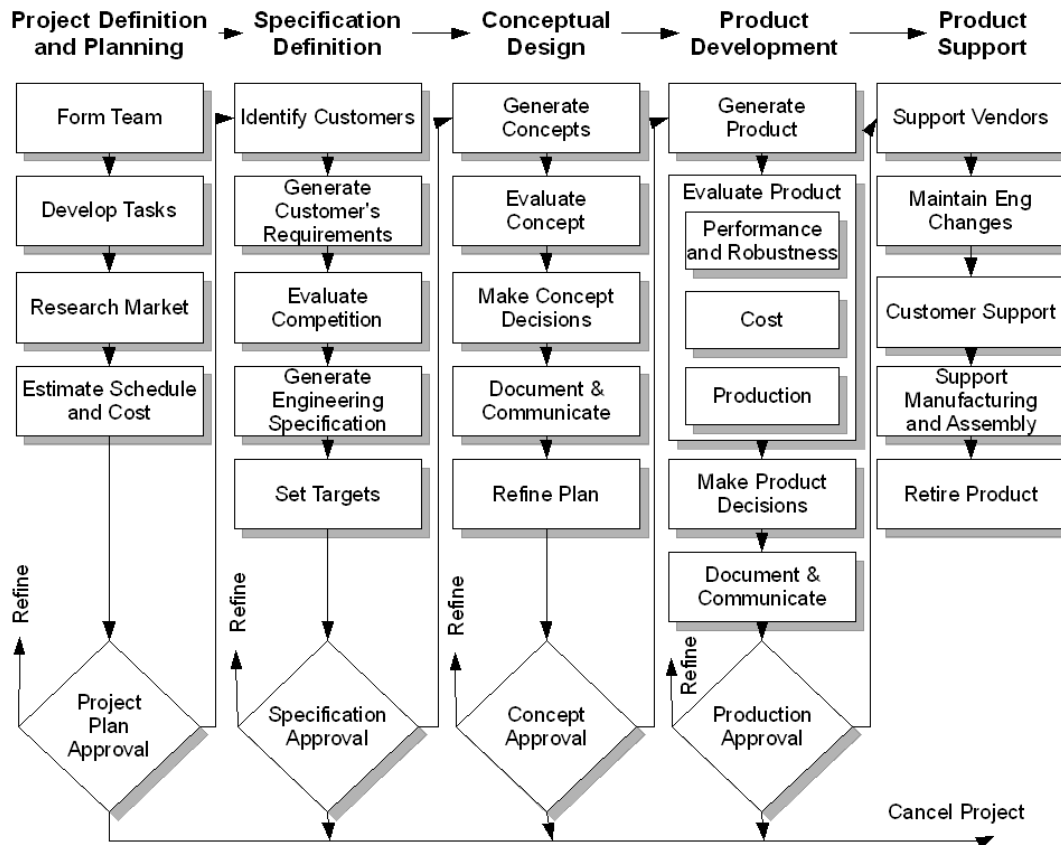 Project Definition
and Planning
Specification
Definition
Conceptual
Design
Product
Development
Product
Support
Form Team
Develop Tasks
Research Market
Estimate Schedule
and Cost
Refine
Project
Plan
Approval
Identify Customers
Generate
Customer's
Requirements
Evaluate
Competition
Generate
Engineering
Specification
Set Targets
Refine
Specification
Approval
Generate
Concepts
Evaluate
Concept
Make Concept
Decisions
Document &
Communicate
Refine Plan
Refine
Concept
Approval
Generate
Product
Evaluate Product
Performance
and Robustness
Cost
Production
Make Product
Decisions
Document &
Communicate
Refine
Production
Approval
Support Vendors
Maintain Eng
Changes
Customer Support
Support
Manufacturing
and Assembly
Retire Product
Cancel Project